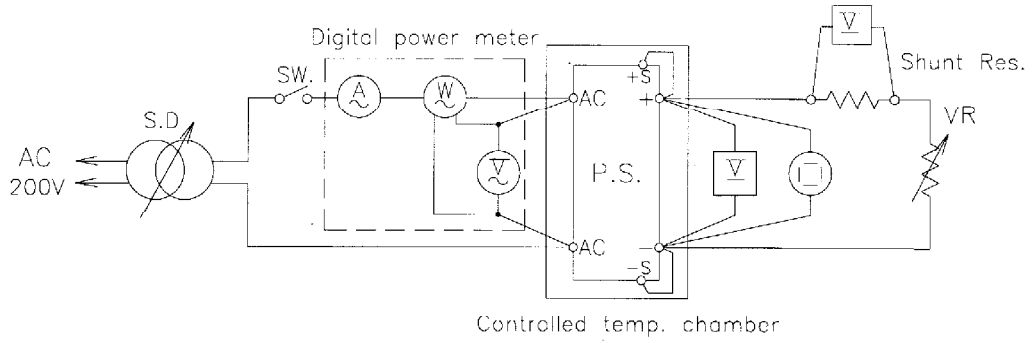 Digital power meter
V
Shunt Res.
SW.
+S
A
W
AC
+
VR
S.D
AC
200V
V
P.S.
V
AC
−
−S
Controlled temp. chamber